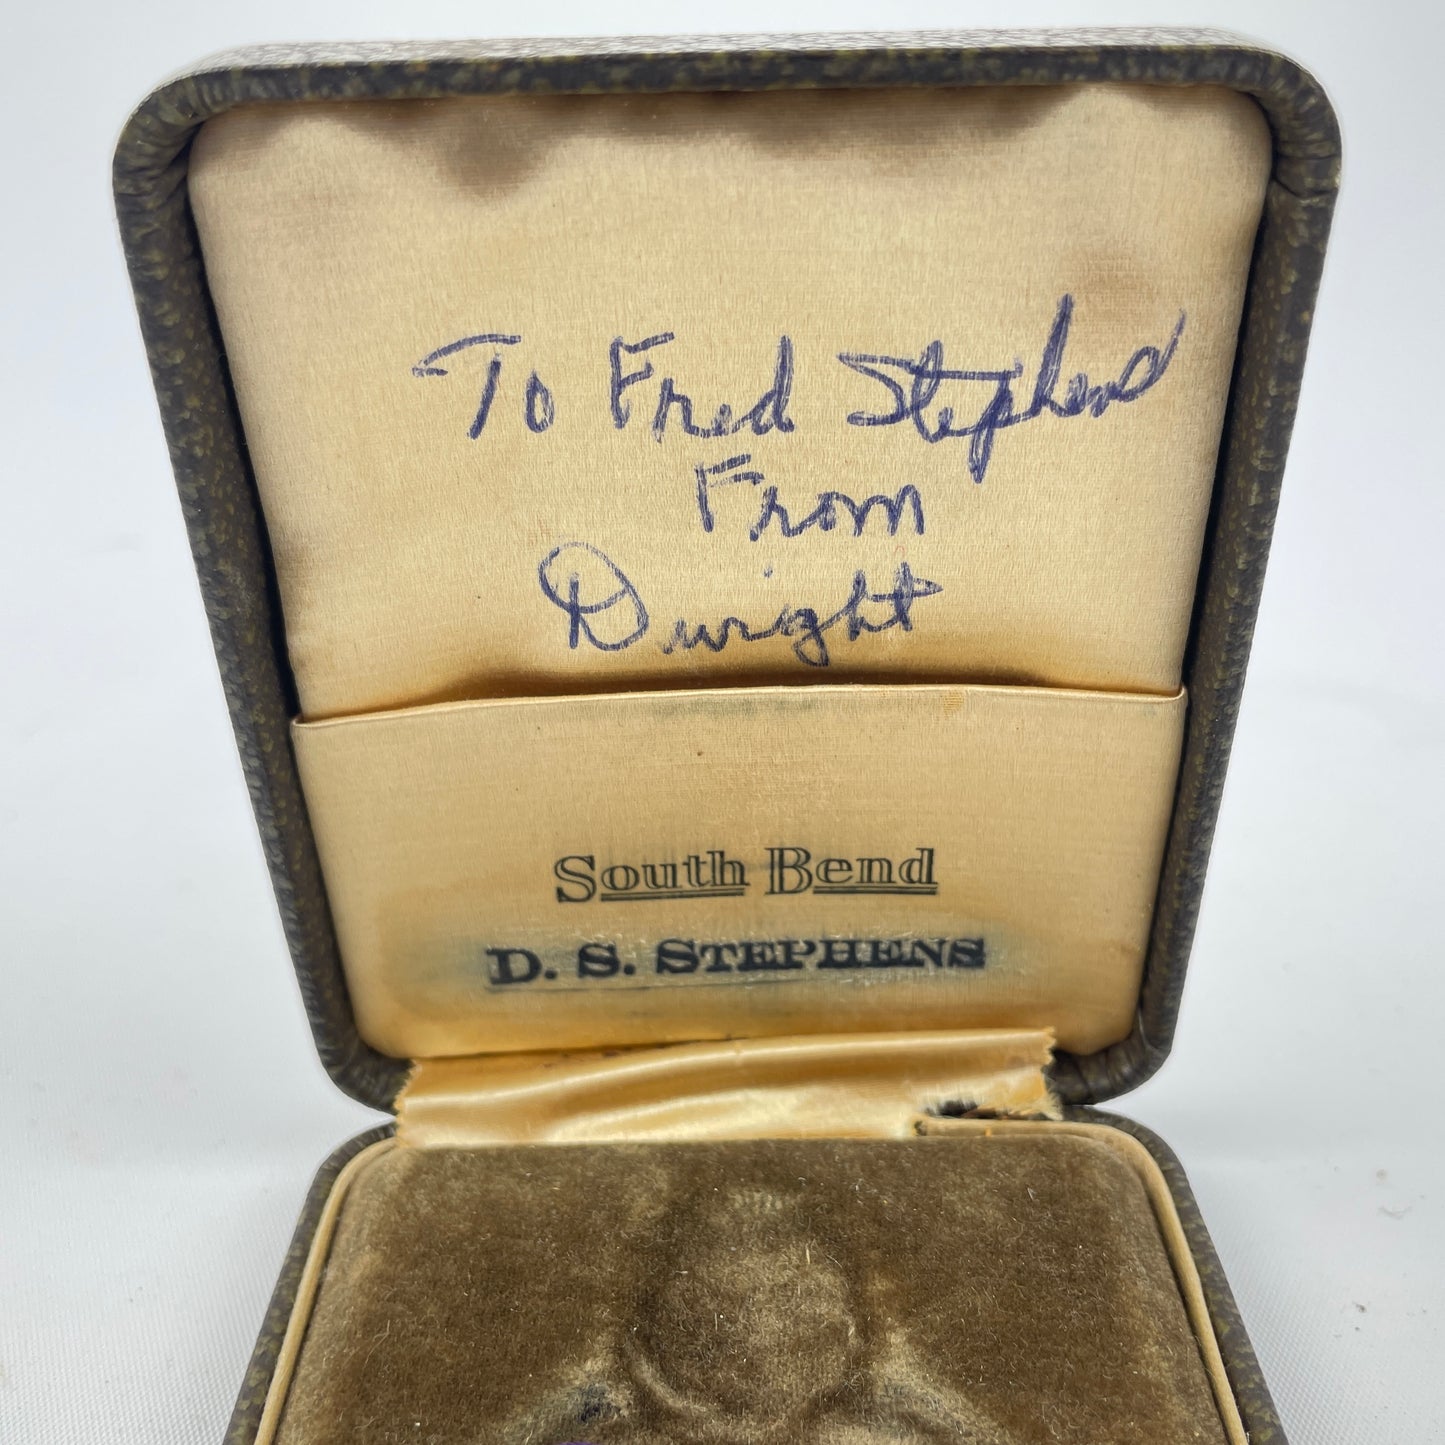 To Fred Stephens
From
Dwight
South Bend
D. S. STEPHENS